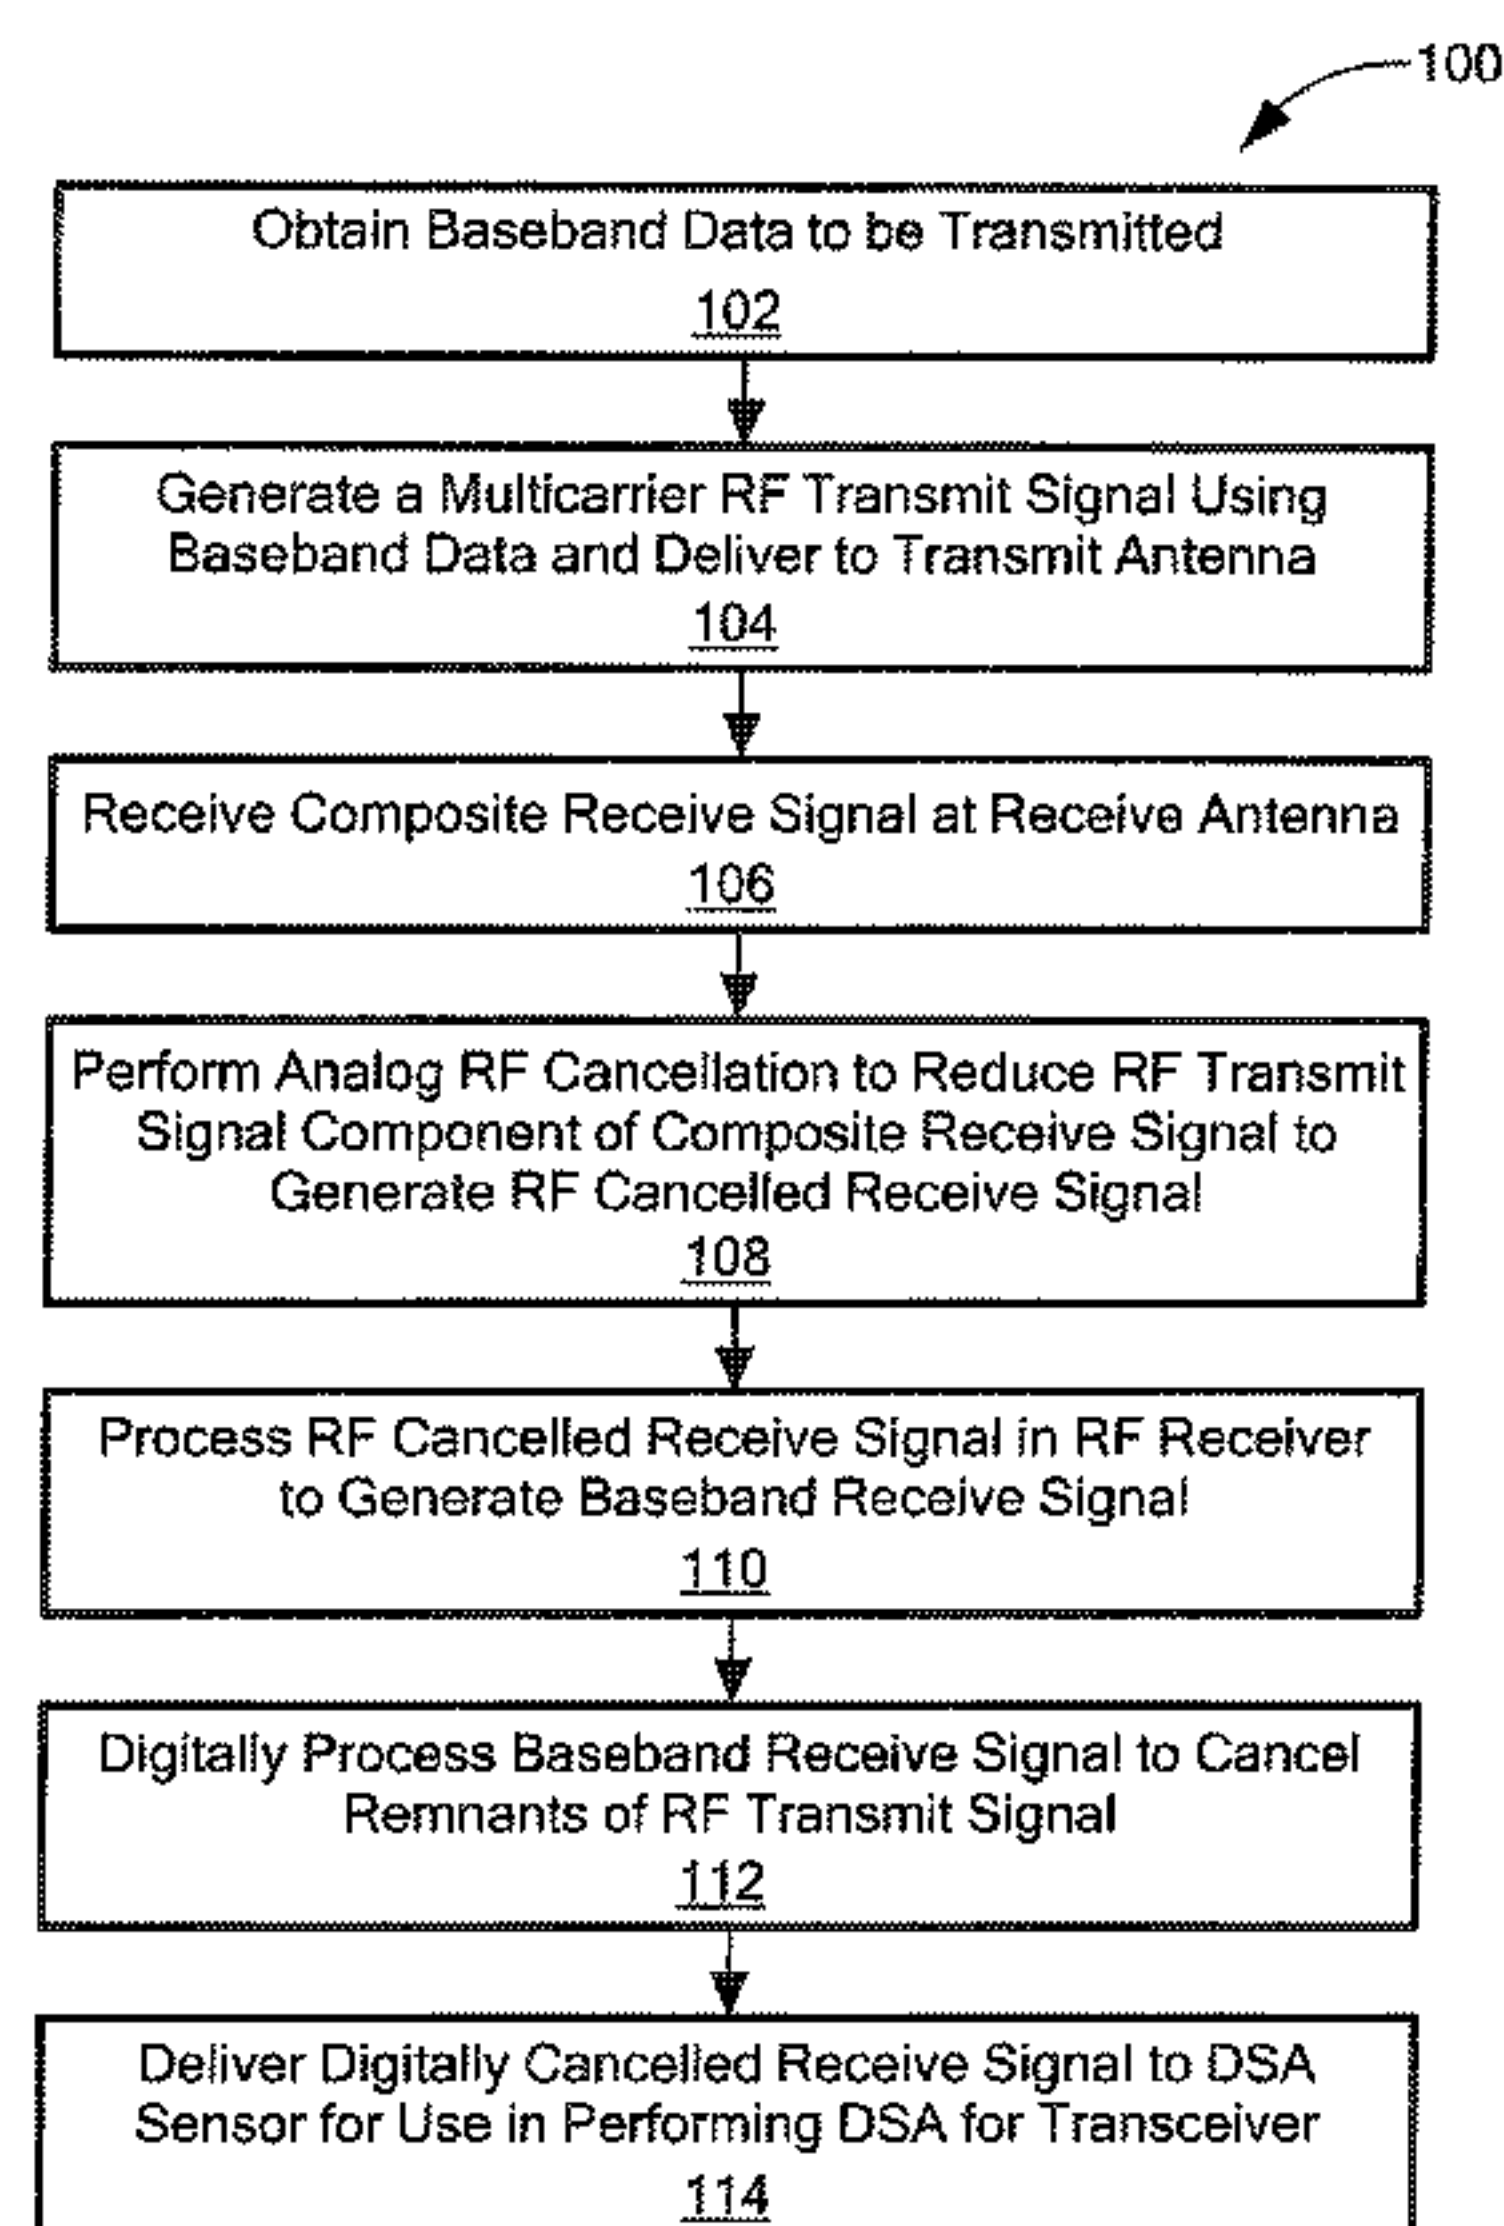 100
Obtain Baseband Data to be Transmitted
102
Generate a Multicarrier RF Transmit Signal Using
Baseband Data and Deliver to Transmit Antenna
104
Receive Composite Receive Signal at Receive Antenna
106
Perform Analog RF Cancellation to Reduce RF Transmit
Signal Component of Composite Receive Signal to
Generate RF Cancelled Receive Signal
108
Process RF Cancelled Receive Signal in RF Receiver
to Generate Baseband Receive Signal
110
Digitally Process Baseband Receive Signal to Cancel
Remnants of RF Transmit Signal
112
Deliver Digitally Cancelled Receive Signal to DSA
Sensor for Use in Performing DSA for Transceiver
114